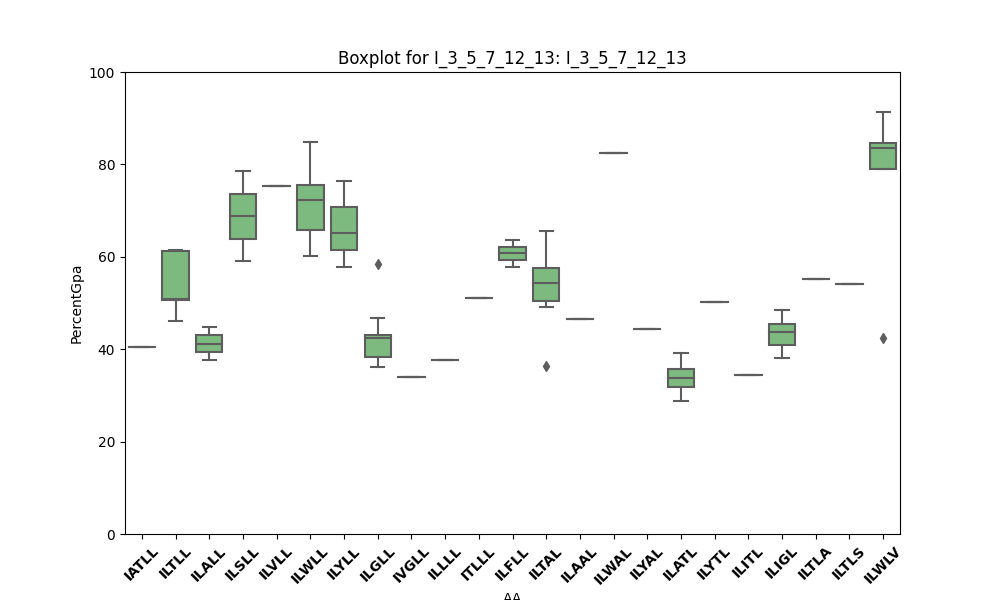 Boxplot for I_3_5_7_12_13: I_3_5_7_12_13
100
80
60
40
20
0
PercentGpa
IATLL
ILTLL
ILALL
ILSLL
ILVLL
ILWLL
ILYLL
ILGLL
IVGLL
ILLLL
ITLLL
ILFLL
ILTAL
ILAAL
ILWAL
ILYAL
ILATL
ILYTL
ILITL
ILIGL
ILTLA
ILTLS
ILWLV
AA